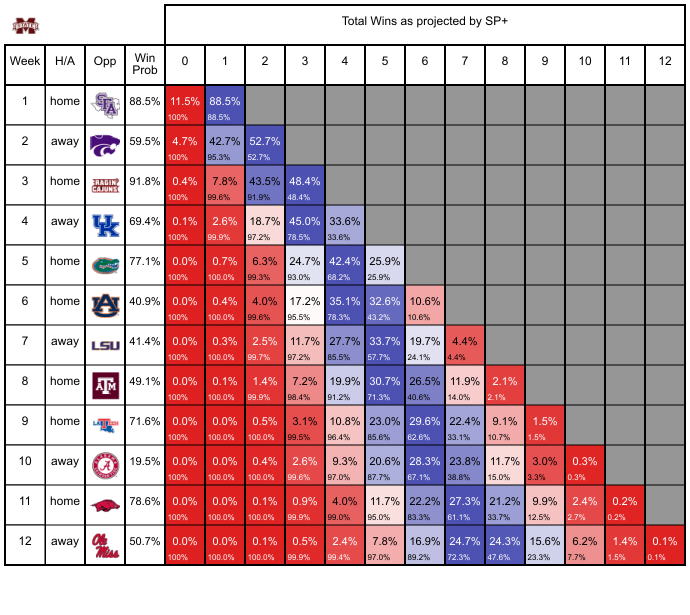 STATE
Total Wins as projected by SP+
Week H/A Opp Win Prob 0 1 2 3 4 5 6 7 8 9 10 11 12
1 home 88.5% 11.5% 88.5%
100% 88.5%
2 away 59.5% 4.7% 42.7% 52.7%
100% 95.3% 52.7%
3 home RAGIN CAJUNS 91.8% 0.4% 7.8% 43.5% 48.4%
100% 99.6% 91.9% 48.4%
4 away UK 69.4% 0.1% 2.6% 18.7% 45.0% 33.6%
100% 99.9% 97.2% 78.5% 33.6%
5 home 77.1% 0.0% 0.7% 6.3% 24.7% 42.4% 25.9%
100% 100.0% 99.3% 93.0% 68.2% 25.9%
6 home AU 40.9% 0.0% 0.4% 4.0% 17.2% 35.1% 32.6% 10.6%
100% 100.0% 99.6% 95.5% 78.3% 43.2% 10.6%
7 away LSU 41.4% 0.0% 0.3% 2.5% 11.7% 27.7% 33.7% 19.7% 4.4%
100% 100.0% 99.7% 97.2% 85.5% 57.7% 24.1% 4.4%
8 home ATM 49.1% 0.0% 0.1% 1.4% 7.2% 19.9% 30.7% 26.5% 11.9% 2.1%
100% 100.0% 99.9% 98.4% 91.2% 71.3% 40.6% 14.0% 2.1%
9 home 71.6% 0.0% 0.0% 0.5% 3.1% 10.8% 23.0% 29.6% 22.4% 9.1% 1.5%
100% 100.0% 100.0% 99.5% 96.4% 85.6% 62.6% 33.1% 10.7% 1.5%
10 away A 19.5% 0.0% 0.0% 0.4% 2.6% 9.3% 20.6% 28.3% 23.8% 11.7% 3.0% 0.3%
100% 100.0% 100.0% 99.6% 97.0% 87.7% 67.1% 38.8% 15.0% 3.3% 0.3%
11 home 78.6% 0.0% 0.0% 0.1% 0.9% 4.0% 11.7% 22.2% 27.3% 21.2% 9.9% 2.4% 0.2%
100% 100.0% 100.0% 99.9% 99.0% 95.0% 83.3% 61.1% 33.7% 12.5% 2.7% 0.2%
12 away Ole Miss 50.7% 0.0% 0.0% 0.1% 0.5% 2.4% 7.8% 16.9% 24.7% 24.3% 15.6% 6.2% 1.4% 0.1%
100% 100.0% 100.0% 99.9% 99.4% 97.0% 89.2% 72.3% 47.6% 23.3% 7.7% 1.5% 0.1%